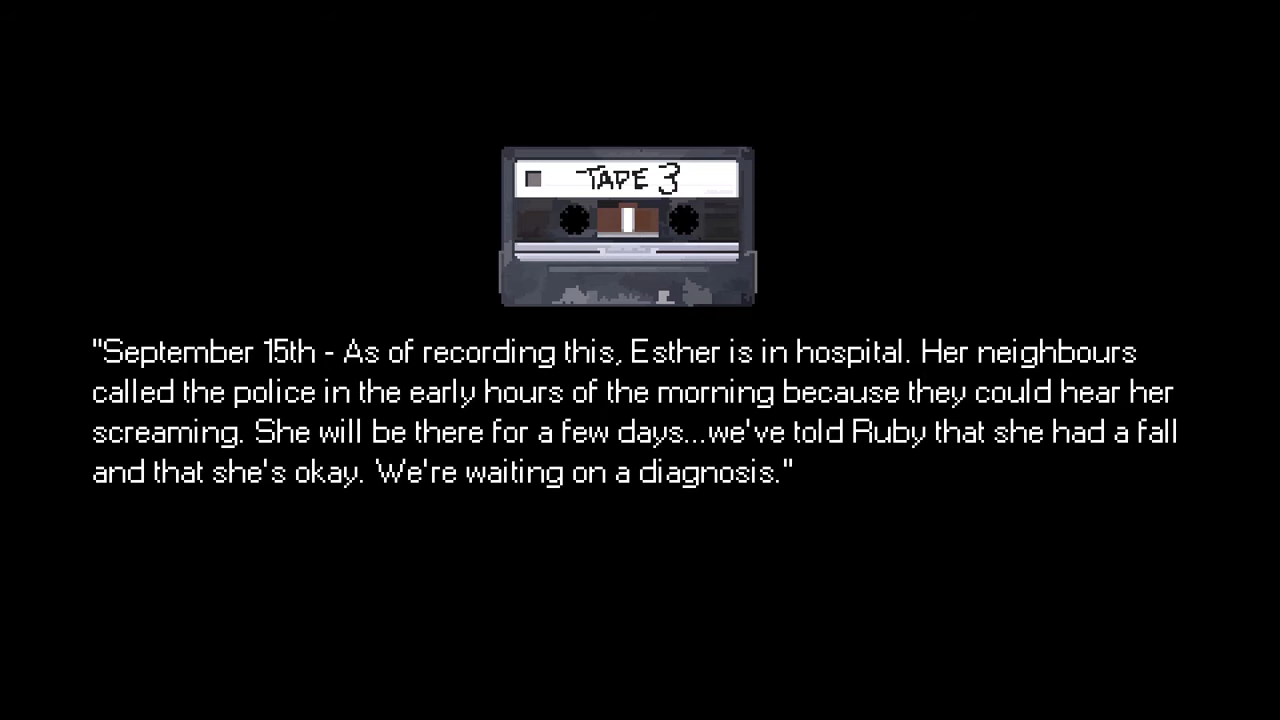 TAPE 3
"September 15th - As of recording this, Esther is in hospital. Her neighbours
called the police in the early hours of the morning because they could hear her
screaming. She will be there for a few days...we've told Ruby that she had a fall
and that she's okay. We're waiting on a diagnosis."